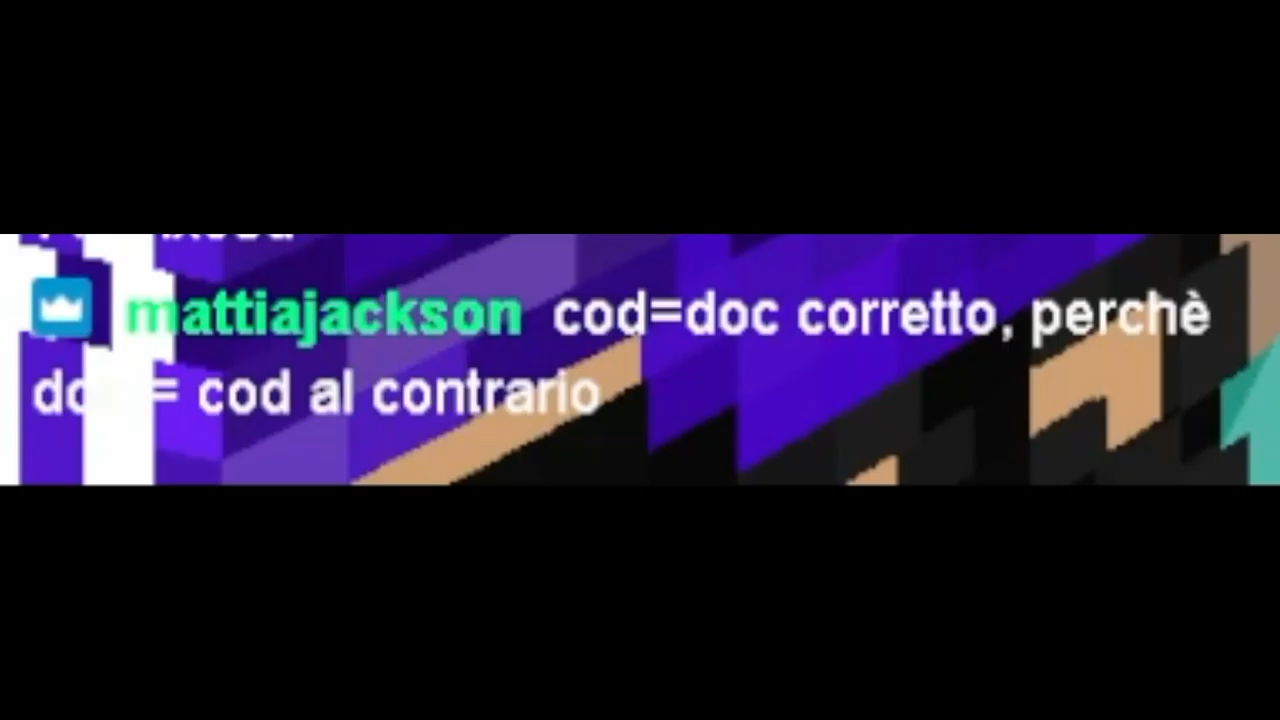 mattiajackson cod=doc corretto, perchè
= cod al contrario